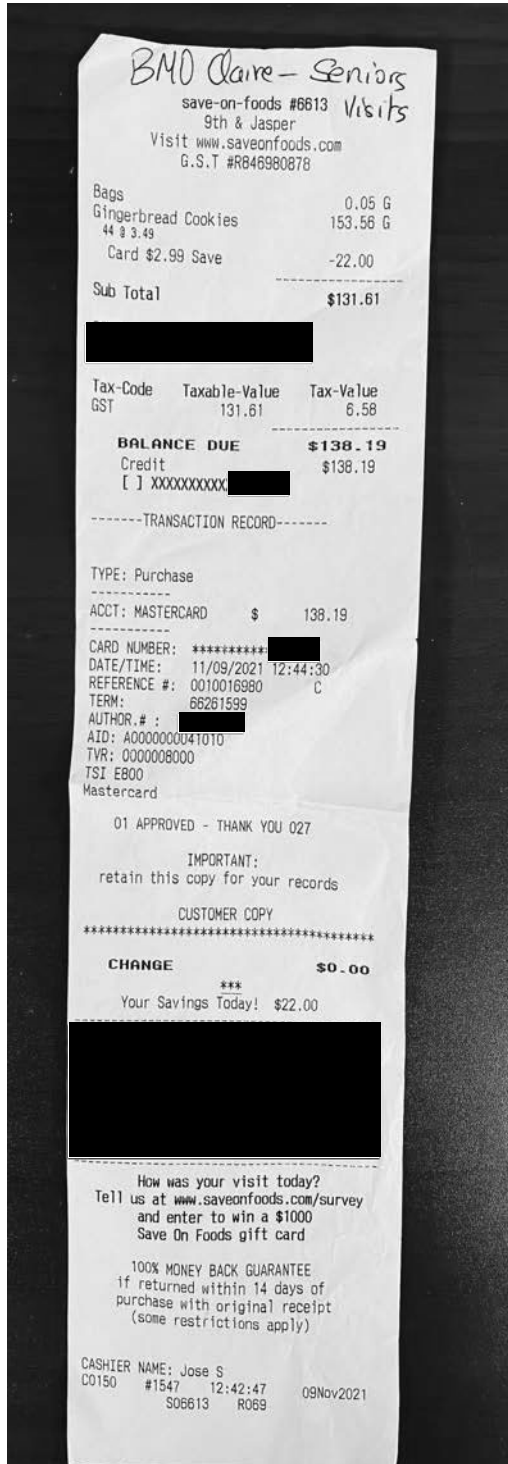 BMO Claire - Seniors
Visits
save-on-foods #6613
9th & Jasper
Visit www.saveonfoods.com
G.S.T #R846980878
Bags 0.05 G
Gingerbread Cookies 153.56 G
44 @ 3.49
Card $2.99 Save -22.00
Sub Total $131.61
Tax-Code Taxable-Value Tax-Value
GST 131.61 6.58
BALANCE DUE $138.19
Credit $138.19
[ ] XXXXXXXXXX
-------TRANSACTION RECORD-------
TYPE: Purchase
-----------
ACCT: MASTERCARD $ 138.19
-----------
CARD NUMBER: **********
DATE/TIME: 11/09/2021 12:44:30
REFERENCE #: 0010016980 C
TERM: 66261599
AUTHOR.# :
AID: A0000000041010
TVR: 0000008000
TSI E800
Mastercard
01 APPROVED - THANK YOU 027
IMPORTANT:
retain this copy for your records
CUSTOMER COPY
****************************************
CHANGE $0.00
***
Your Savings Today! $22.00
How was your visit today?
Tell us at www.saveonfoods.com/survey
and enter to win a $1000
Save On Foods gift card
100% MONEY BACK GUARANTEE
if returned within 14 days of
purchase with original receipt
(some restrictions apply)
CASHIER NAME: Jose S
C0150 #1547 12:42:47 09Nov2021
S06613 R069